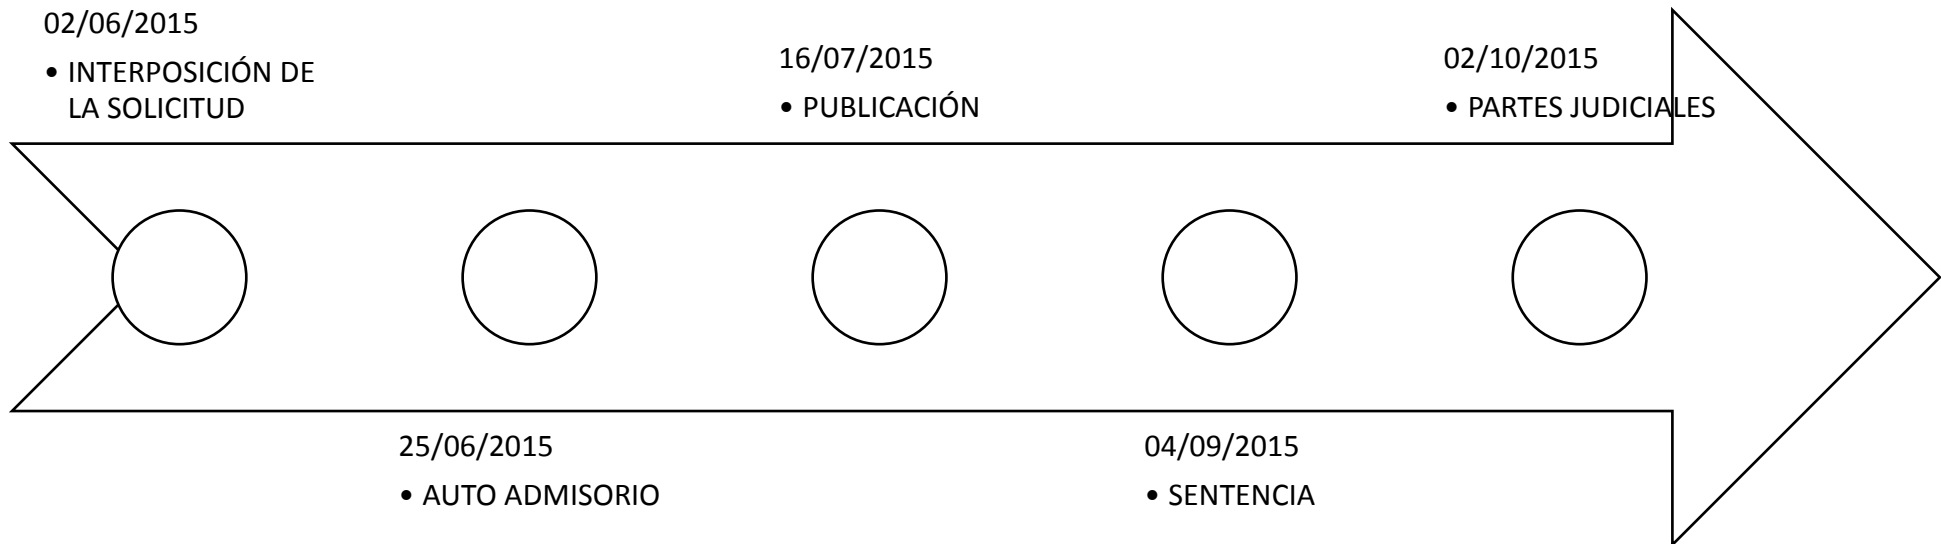 02/06/2015
• INTERPOSICIÓN DE
LA SOLICITUD
25/06/2015
• AUTO ADMISORIO
16/07/2015
• PUBLICACIÓN
04/09/2015
• SENTENCIA
02/10/2015
• PARTES JUDICIALES